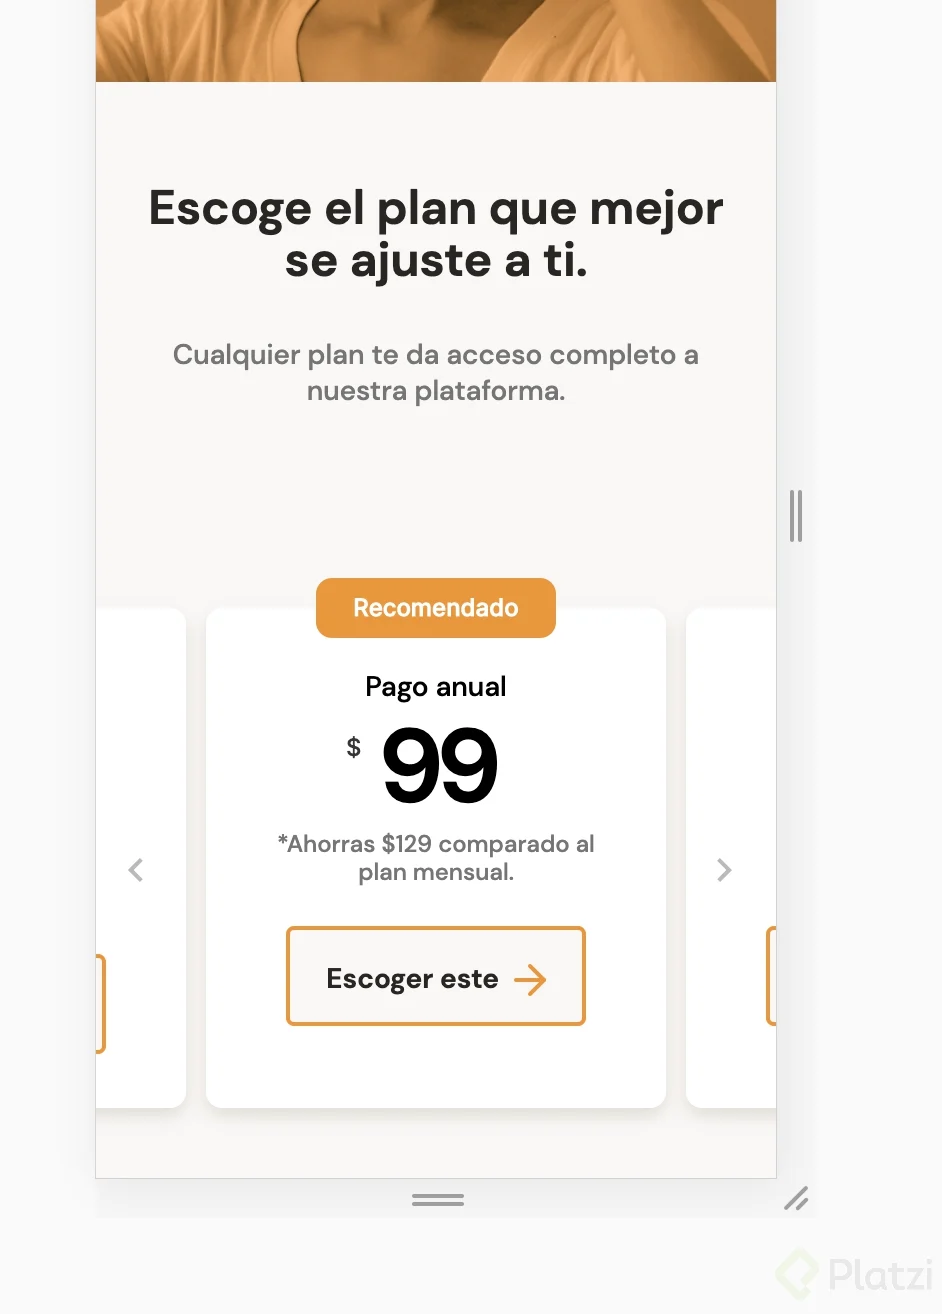 Escoge el plan que mejor
se ajuste a ti.
Cualquier plan te da acceso completo a
nuestra plataforma.
Recomendado
Pago anual
$ 99
*Ahorras $129 comparado al
plan mensual.
Escoger este
Platzi